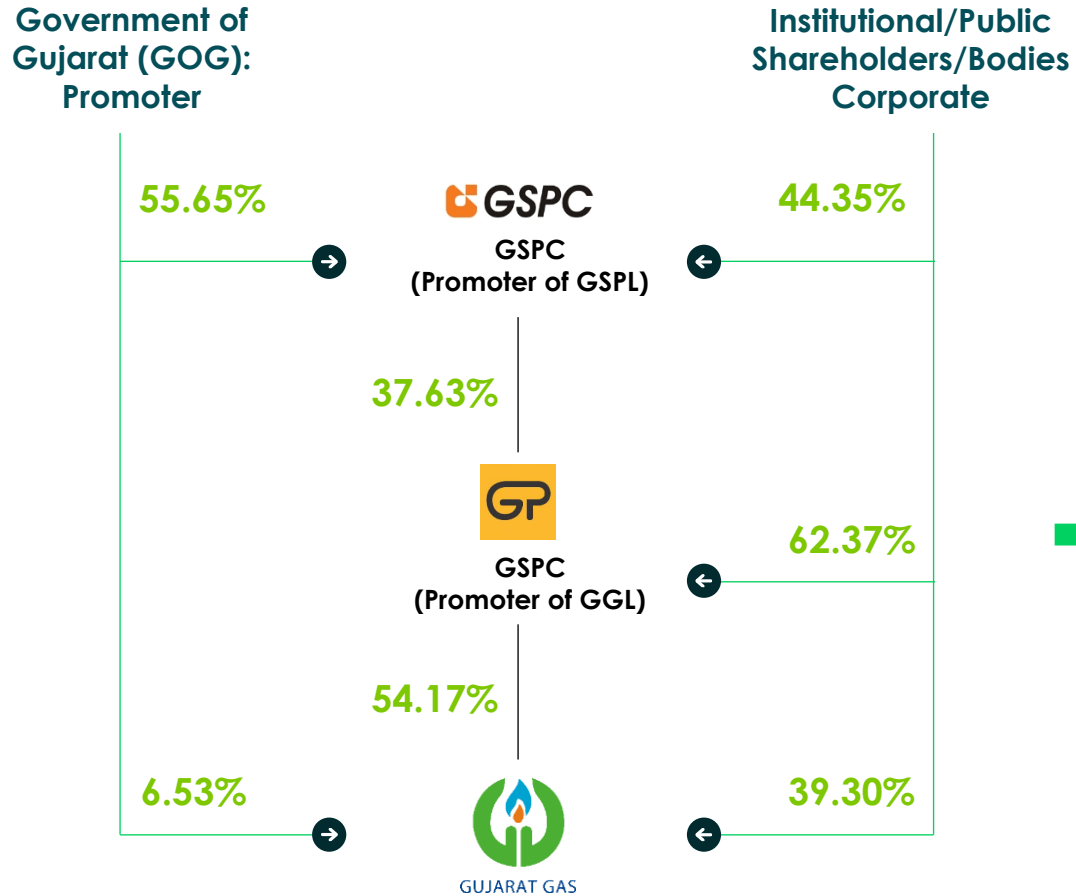 Government of
Gujarat (GOG):
Promoter
Institutional/Public
Shareholders/Bodies
Corporate
55.65%
GSPC
44.35%
GSPC
(Promoter of GSPL)
37.63%
GP
62.37%
GSPC
(Promoter of GGL)
54.17%
6.53%
39.30%
GUJARAT GAS